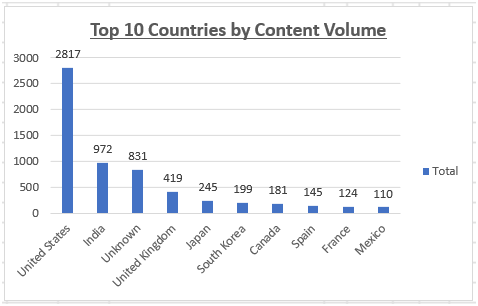 Top 10 Countries by Content Volume
3000
2500
2000
1500
1000
500
0
2817
972
831
419
245
199
181
145
124
110
United States
India
Unknown
United Kingdom
Japan
South Korea
Canada
Spain
France
Mexico
Total